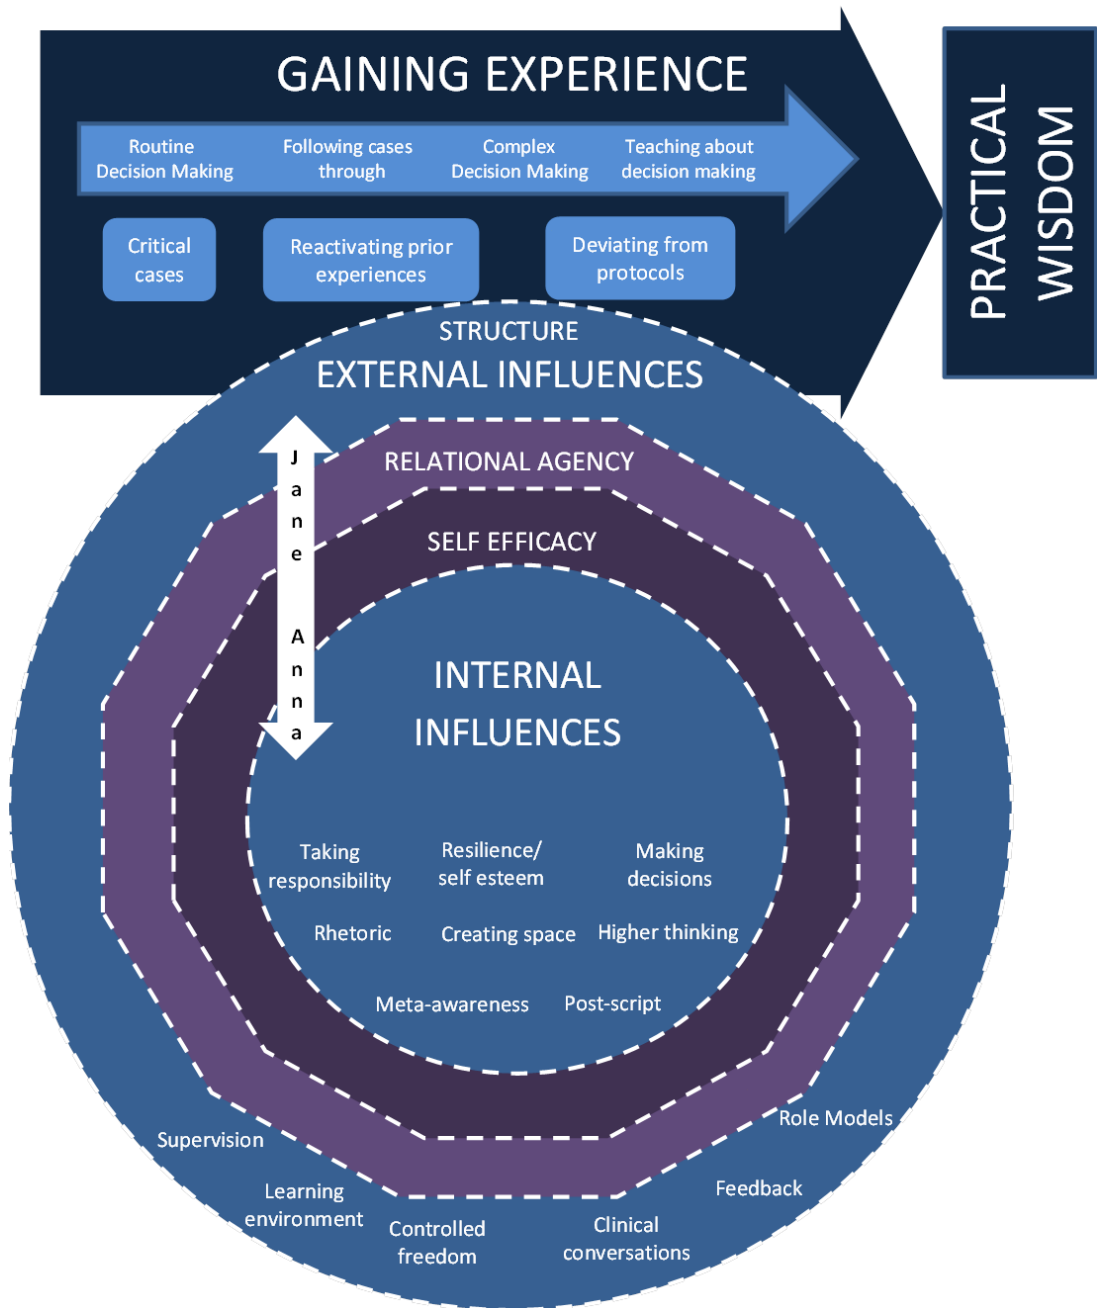 GAINING EXPERIENCE
Routine
Decision Making
Following cases
through
Complex
Decision Making
Teaching about
decision making
Critical
cases
Reactivating prior
experiences
Deviating from
protocols
PRACTICAL
WISDOM
STRUCTURE
EXTERNAL INFLUENCES
RELATIONAL AGENCY
SELF EFFICACY
Jane Anna
INTERNAL
INFLUENCES
Taking
responsibility
Resilience/
self esteem
Making
decisions
Rhetoric
Creating space
Higher thinking
Meta-awareness
Post-script
Supervision
Learning
environment
Controlled
freedom
Clinical
conversations
Feedback
Role Models